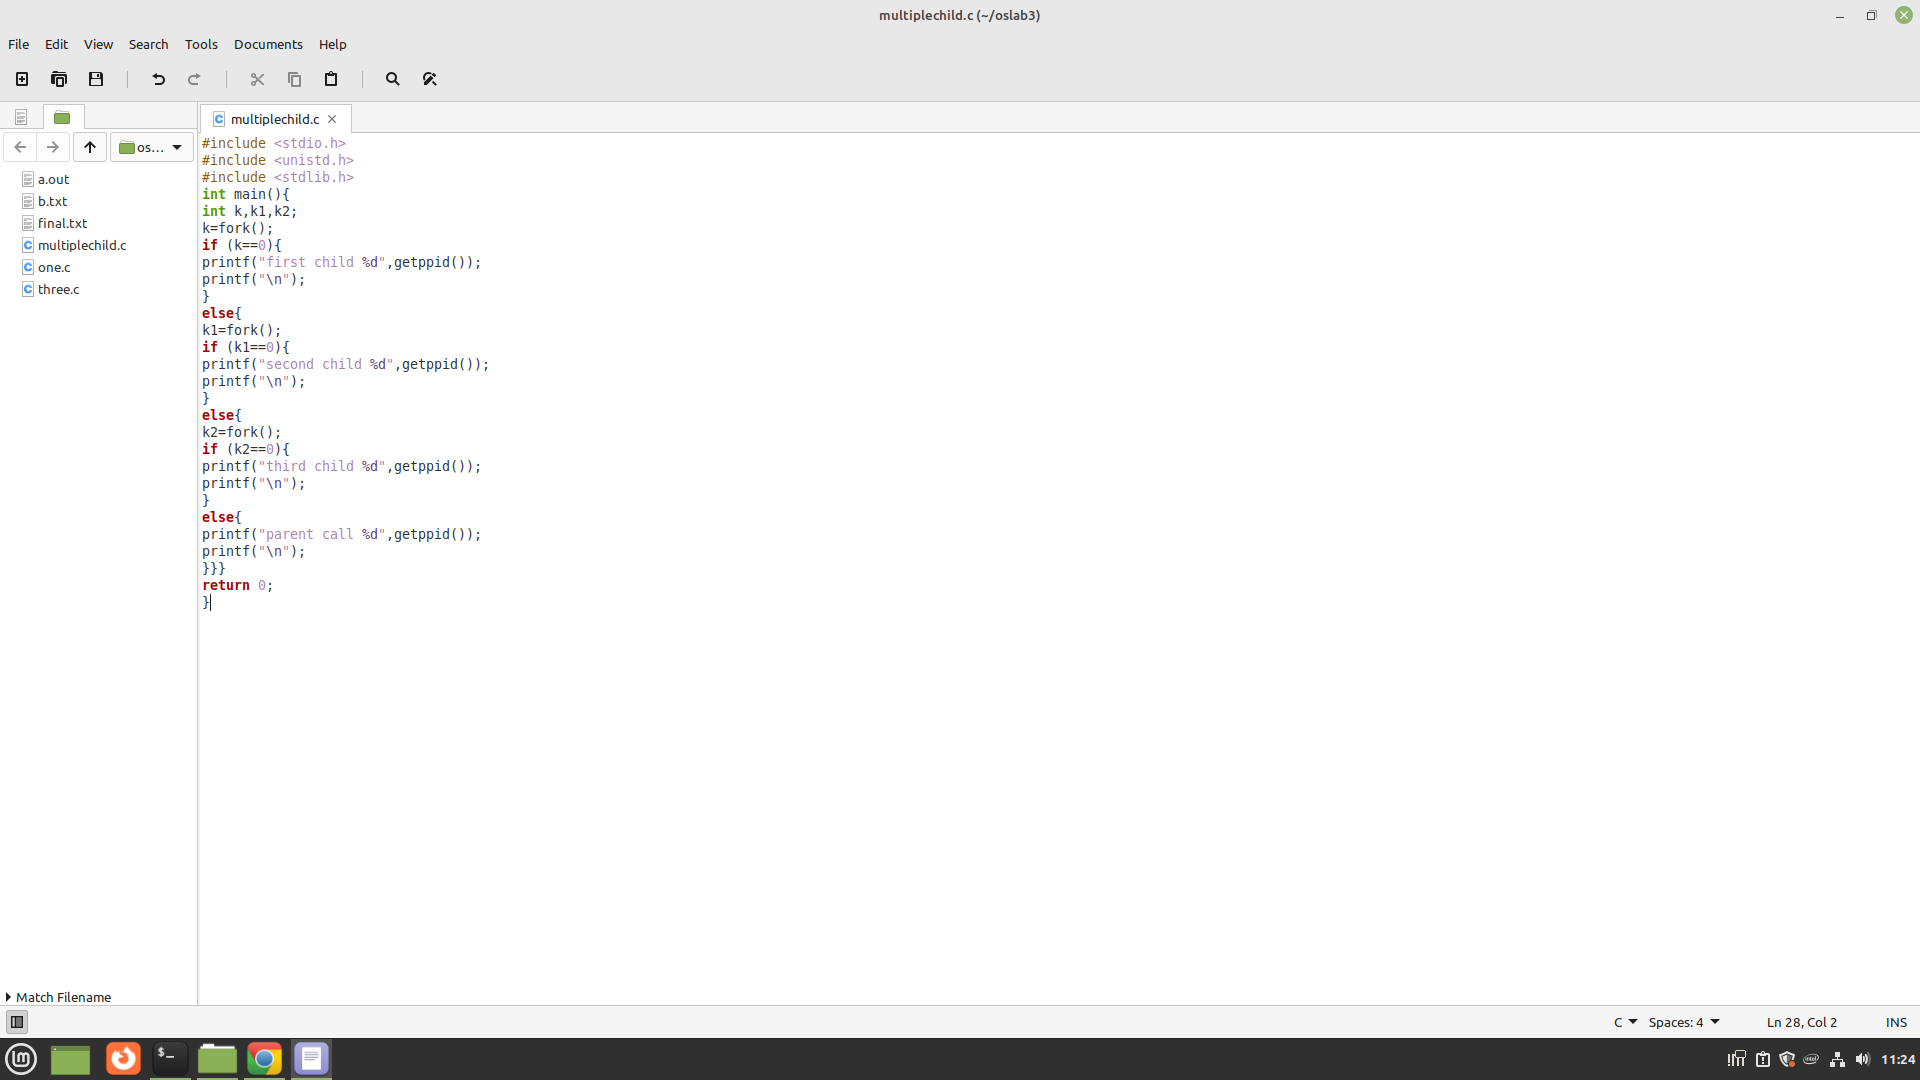 multiplechild.c (~/oslab3)
File Edit View Search Tools Documents Help
multiplechild.c
os...
a.out
b.txt
final.txt
multiplechild.c
one.c
three.c
#include <stdio.h>
#include <unistd.h>
#include <stdlib.h>
int main(){
int k,k1,k2;
k=fork();
if (k==0){
printf("first child %d",getppid());
printf("\n");
}
else{
k1=fork();
if (k1==0){
printf("second child %d",getppid());
printf("\n");
}
else{
k2=fork();
if (k2==0){
printf("third child %d",getppid());
printf("\n");
}
else{
printf("parent call %d",getppid());
printf("\n");
}}}
return 0;
}
Match Filename
C Spaces: 4 Ln 28, Col 2 INS
11:24